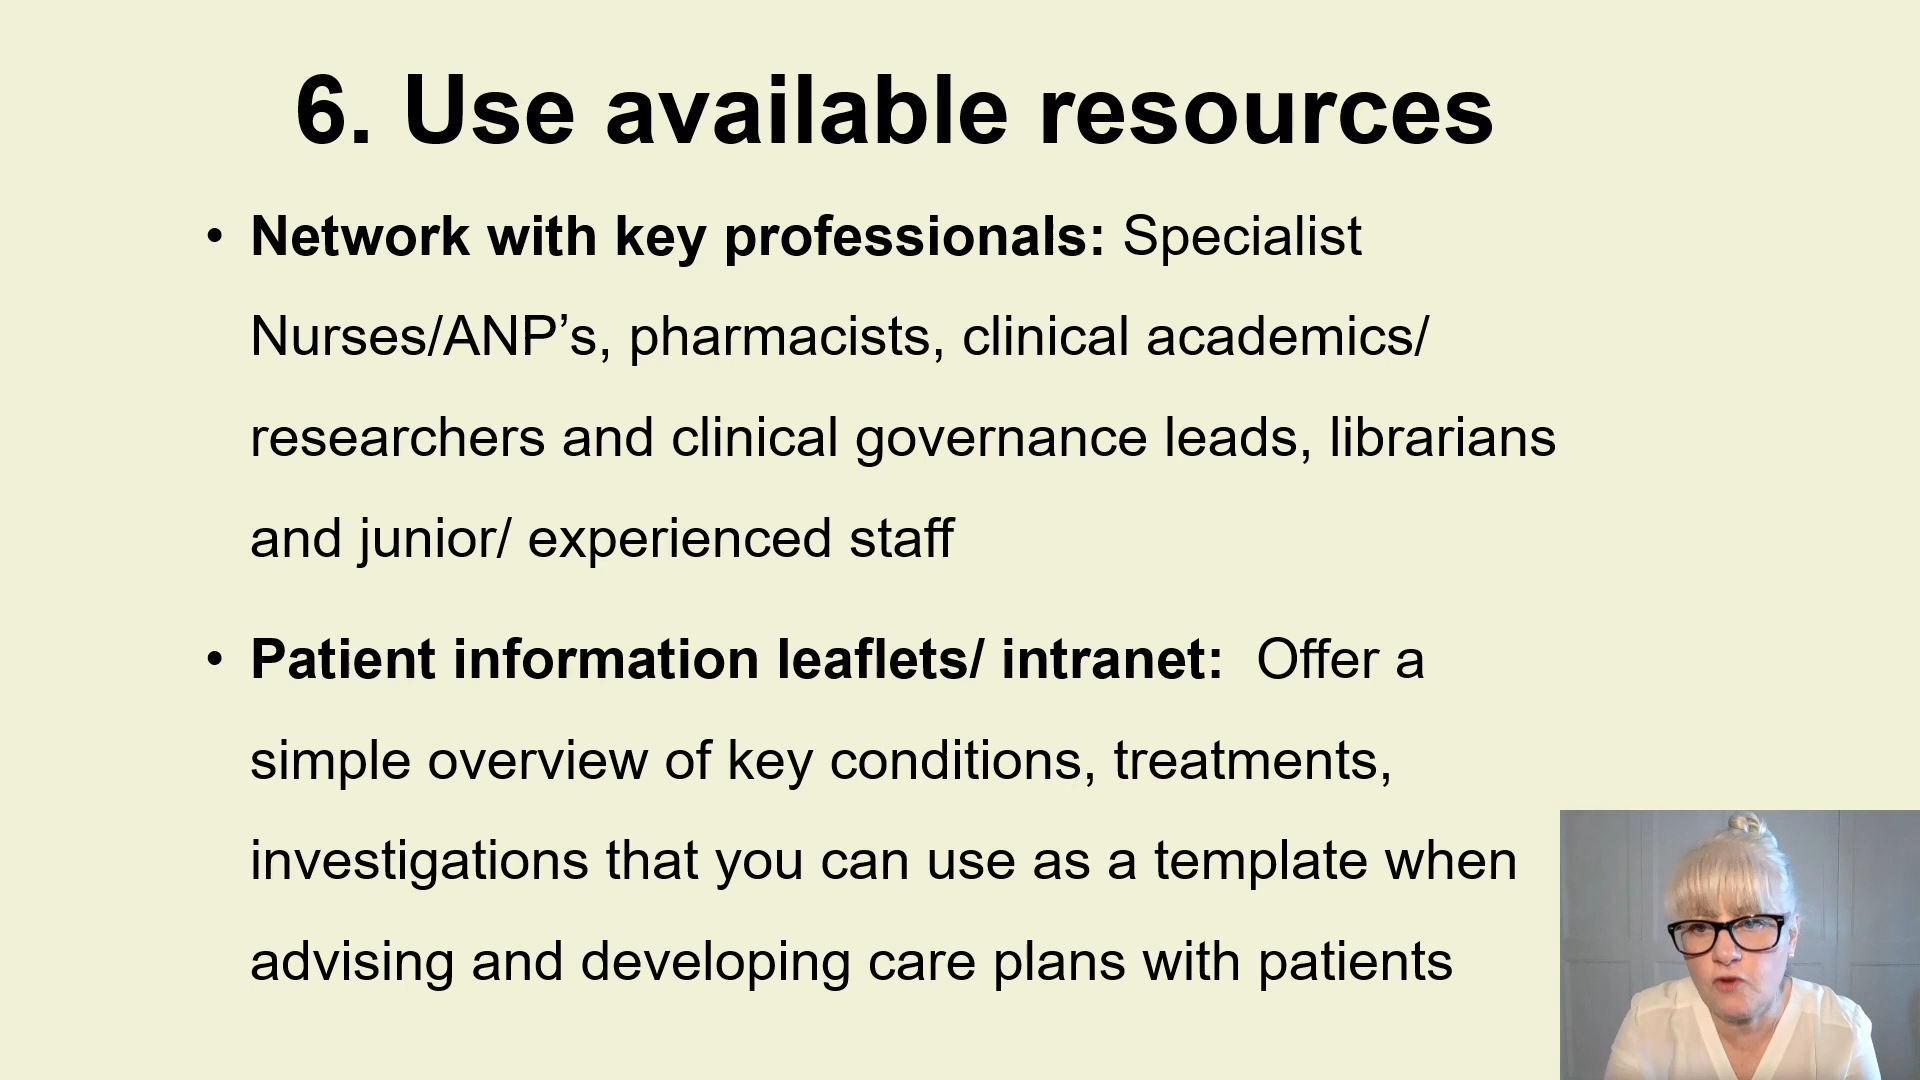 6. Use available resources
• Network with key professionals: Specialist
Nurses/ANP’s, pharmacists, clinical academics/
researchers and clinical governance leads, librarians
and junior/ experienced staff
• Patient information leaflets/ intranet:  Offer a
simple overview of key conditions, treatments,
investigations that you can use as a template when
advising and developing care plans with patients